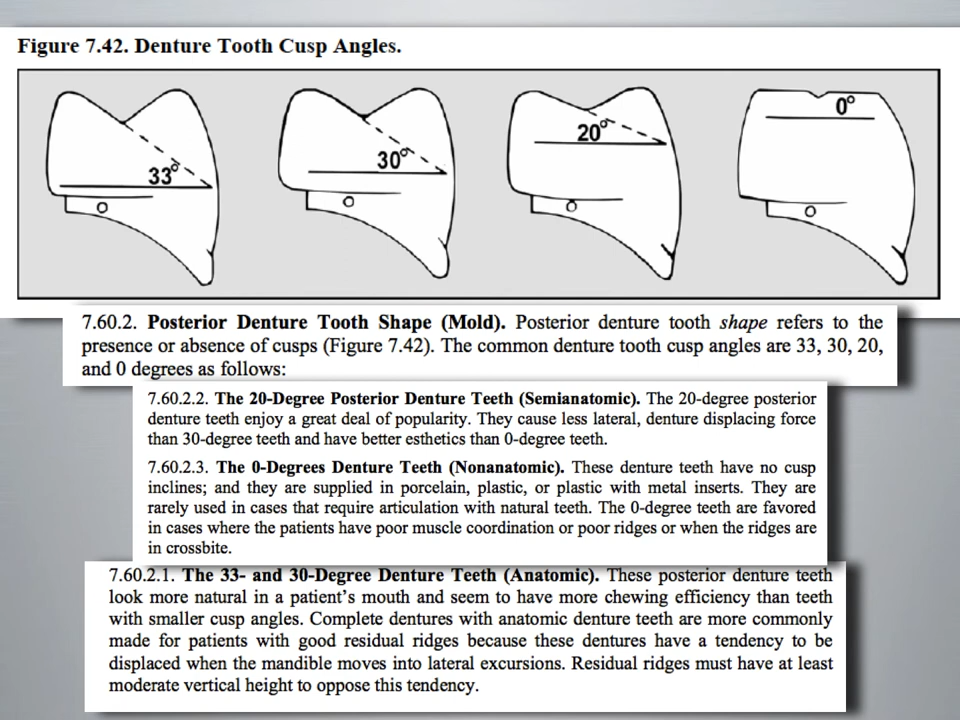 Figure 7.42. Denture Tooth Cusp Angles.
33°
30°
20°
0°
7.60.2. Posterior Denture Tooth Shape (Mold). Posterior denture tooth shape refers to the
presence or absence of cusps (Figure 7.42). The common denture tooth cusp angles are 33, 30, 20,
and 0 degrees as follows:
7.60.2.2. The 20-Degree Posterior Denture Teeth (Semianatomic). The 20-degree posterior
denture teeth enjoy a great deal of popularity. They cause less lateral, denture displacing force
than 30-degree teeth and have better esthetics than 0-degree teeth.
7.60.2.3. The 0-Degrees Denture Teeth (Nonanatomic). These denture teeth have no cusp
inclines; and they are supplied in porcelain, plastic, or plastic with metal inserts. They are
rarely used in cases that require articulation with natural teeth. The 0-degree teeth are favored
in cases where the patients have poor muscle coordination or poor ridges or when the ridges are
in crossbite.
7.60.2.1. The 33- and 30-Degree Denture Teeth (Anatomic). These posterior denture teeth
look more natural in a patient's mouth and seem to have more chewing efficiency than teeth
with smaller cusp angles. Complete dentures with anatomic denture teeth are more commonly
made for patients with good residual ridges because these dentures have a tendency to be
displaced when the mandible moves into lateral excursions. Residual ridges must have at least
moderate vertical height to oppose this tendency.